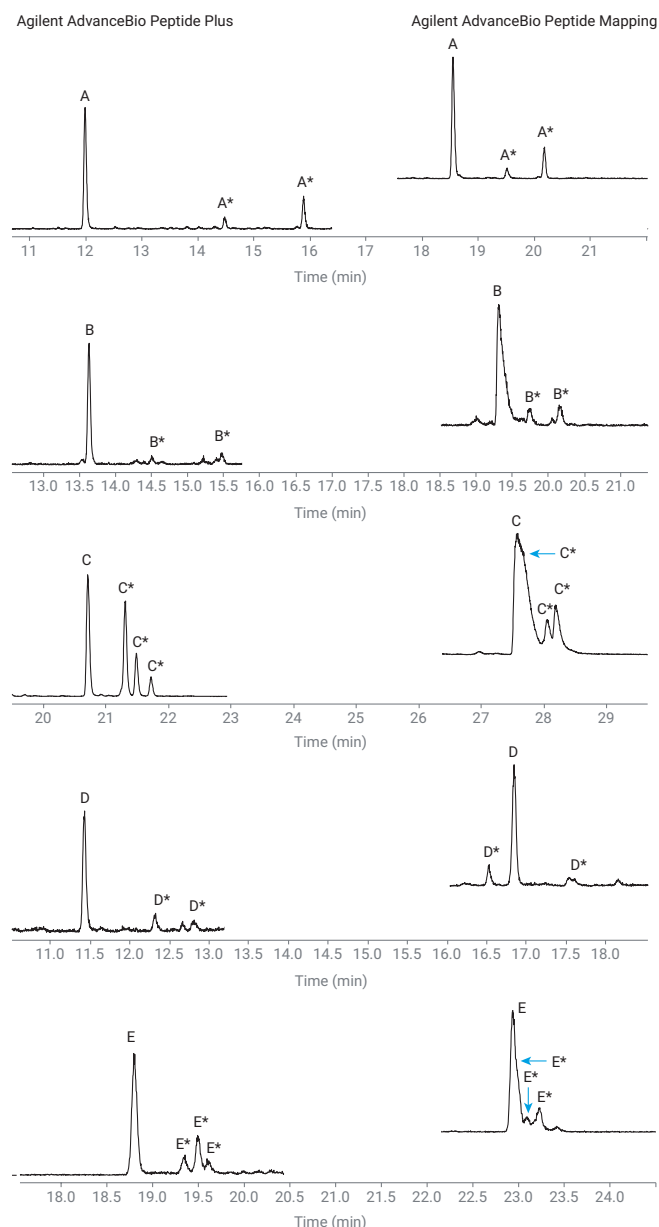 Agilent AdvanceBio Peptide Plus
Agilent AdvanceBio Peptide Mapping
A
A*
A*
A
A*
A*
11 12 13 14 15 16 17 18 19 20 21
Time (min)
B
B*
B*
B
B*
B*
13.0 13.5 14.5 15.0 15.5 16.0 16.5 17.0 17.5 18.0 18.5 19.0 19.5 20.0 20.5 21.0
Time (min)
C
C*
C*
C*
C
C*
C*
C*
20 21 22 23 24 25 26 27 28 29
Time (min)
D
D*
D*
D
D*
D*
11.0 11.5 12.0 12.5 13.0 13.5 14.0 14.5 15.0 15.5 16.0 16.5 17.0 17.5 18.0
Time (min)
E
E*
E*
E*
E
E*
E*
E*
18.0 18.5 19.0 19.5 20.0 20.5 21.0 21.5 22.0 22.5 23.0 23.5 24.0
Time (min)